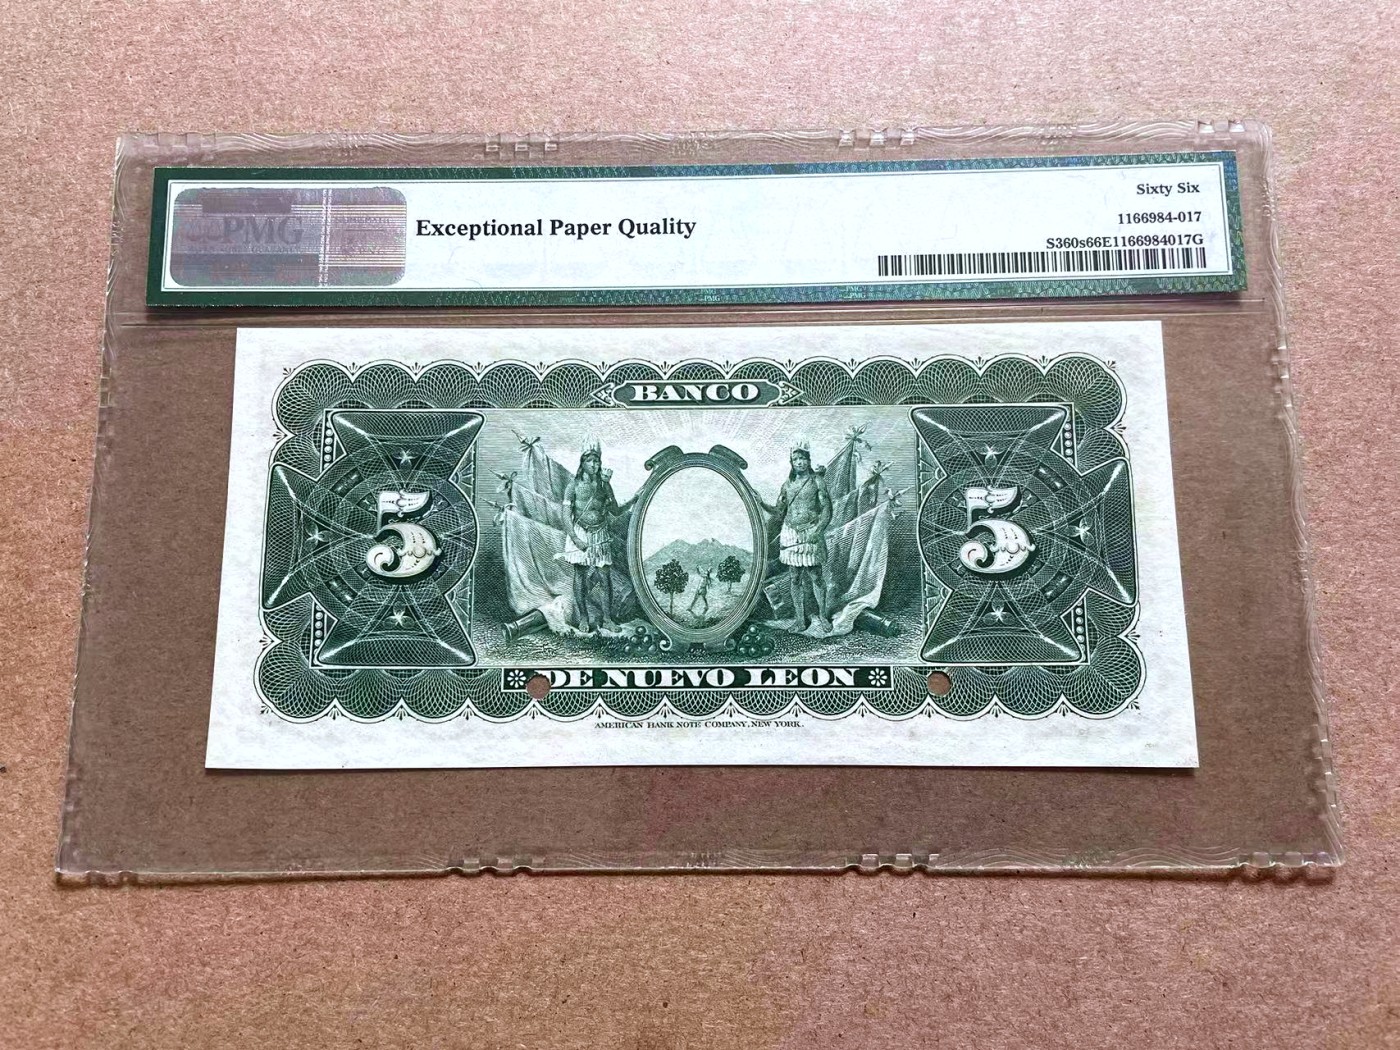 PMG
Exceptional Paper Quality
Sixty Six
1166984-017
S360s66E1166984017G
BANCO
5
5
DE NUEVO LEON
AMERICAN BANK NOTE COMPANY, NEW YORK.